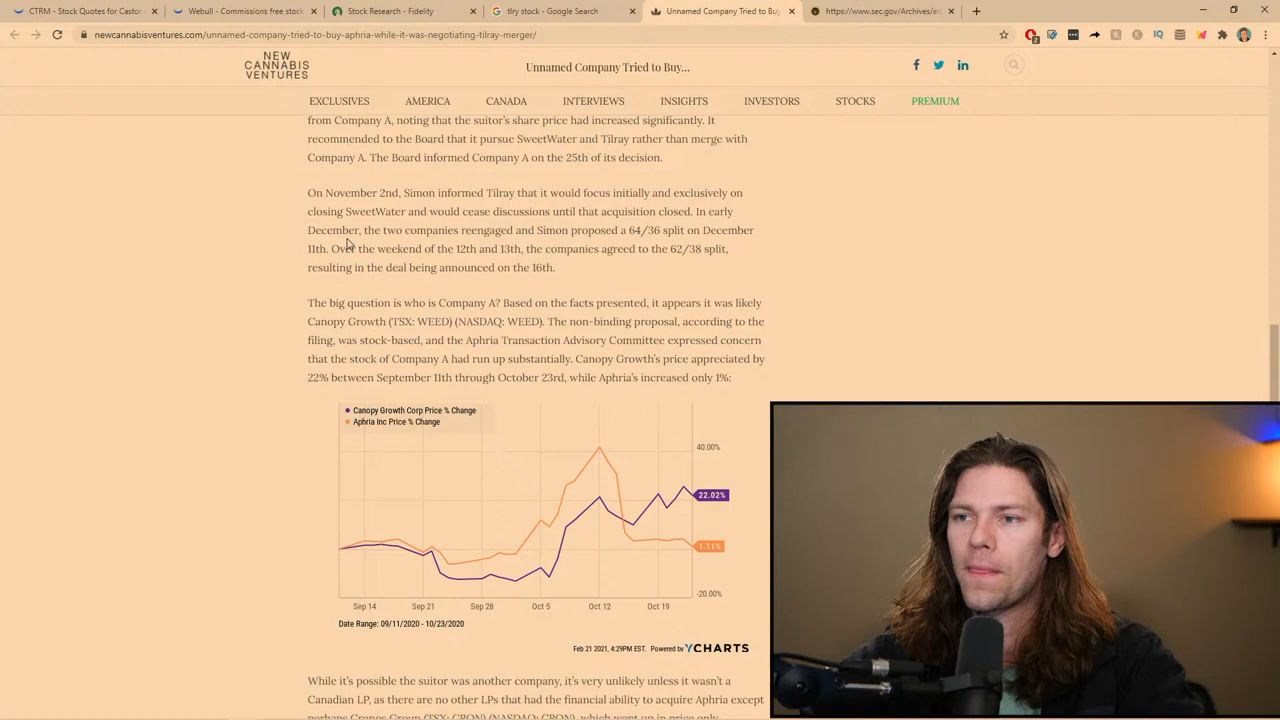 CTRM - Stock Quotes for Castor
Webull - Commissions free stock
Stock Research - Fidelity
tlry stock - Google Search
Unnamed Company Tried to Buy
https://www.sec.gov/Archives/ed
newcannabisventures.com/unnamed-company-tried-to-buy-aphria-while-it-was-negotiating-tilray-merger/
NEW
CANNABIS
VENTURES
Unnamed Company Tried to Buy...
EXCLUSIVES AMERICA CANADA INTERVIEWS INSIGHTS INVESTORS STOCKS PREMIUM
from Company A, noting that the suitor's share price had increased significantly. It
recommended to the Board that it pursue SweetWater and Tilray rather than merge with
Company A. The Board informed Company A on the 25th of its decision.
On November 2nd, Simon informed Tilray that it would focus initially and exclusively on
closing SweetWater and would cease discussions until that acquisition closed. In early
December, the two companies reengaged and Simon proposed a 64/36 split on December
11th. Over the weekend of the 12th and 13th, the companies agreed to the 62/38 split,
resulting in the deal being announced on the 16th.
The big question is who is Company A? Based on the facts presented, it appears it was likely
Canopy Growth (TSX: WEED) (NASDAQ: WEED). The non-binding proposal, according to the
filing, was stock-based, and the Aphria Transaction Advisory Committee expressed concern
that the stock of Company A had run up substantially. Canopy Growth's price appreciated by
22% between September 11th through October 23rd, while Aphria's increased only 1%:
Canopy Growth Corp Price % Change
Aphria Inc Price % Change
40.00%
22.02%
1.11%
-20.00%
Sep 14 Sep 21 Sep 28 Oct 5 Oct 12 Oct 19
Date Range: 09/11/2020 - 10/23/2020
Feb 21 2021, 4:29PM EST. Powered by YCHARTS
While it's possible the suitor was another company, it's very unlikely unless it wasn't a
Canadian LP, as there are no other LPs that had the financial ability to acquire Aphria except
perhaps Cronos Group (TSX: CRON) (NASDAQ: CRON), which went up in price only